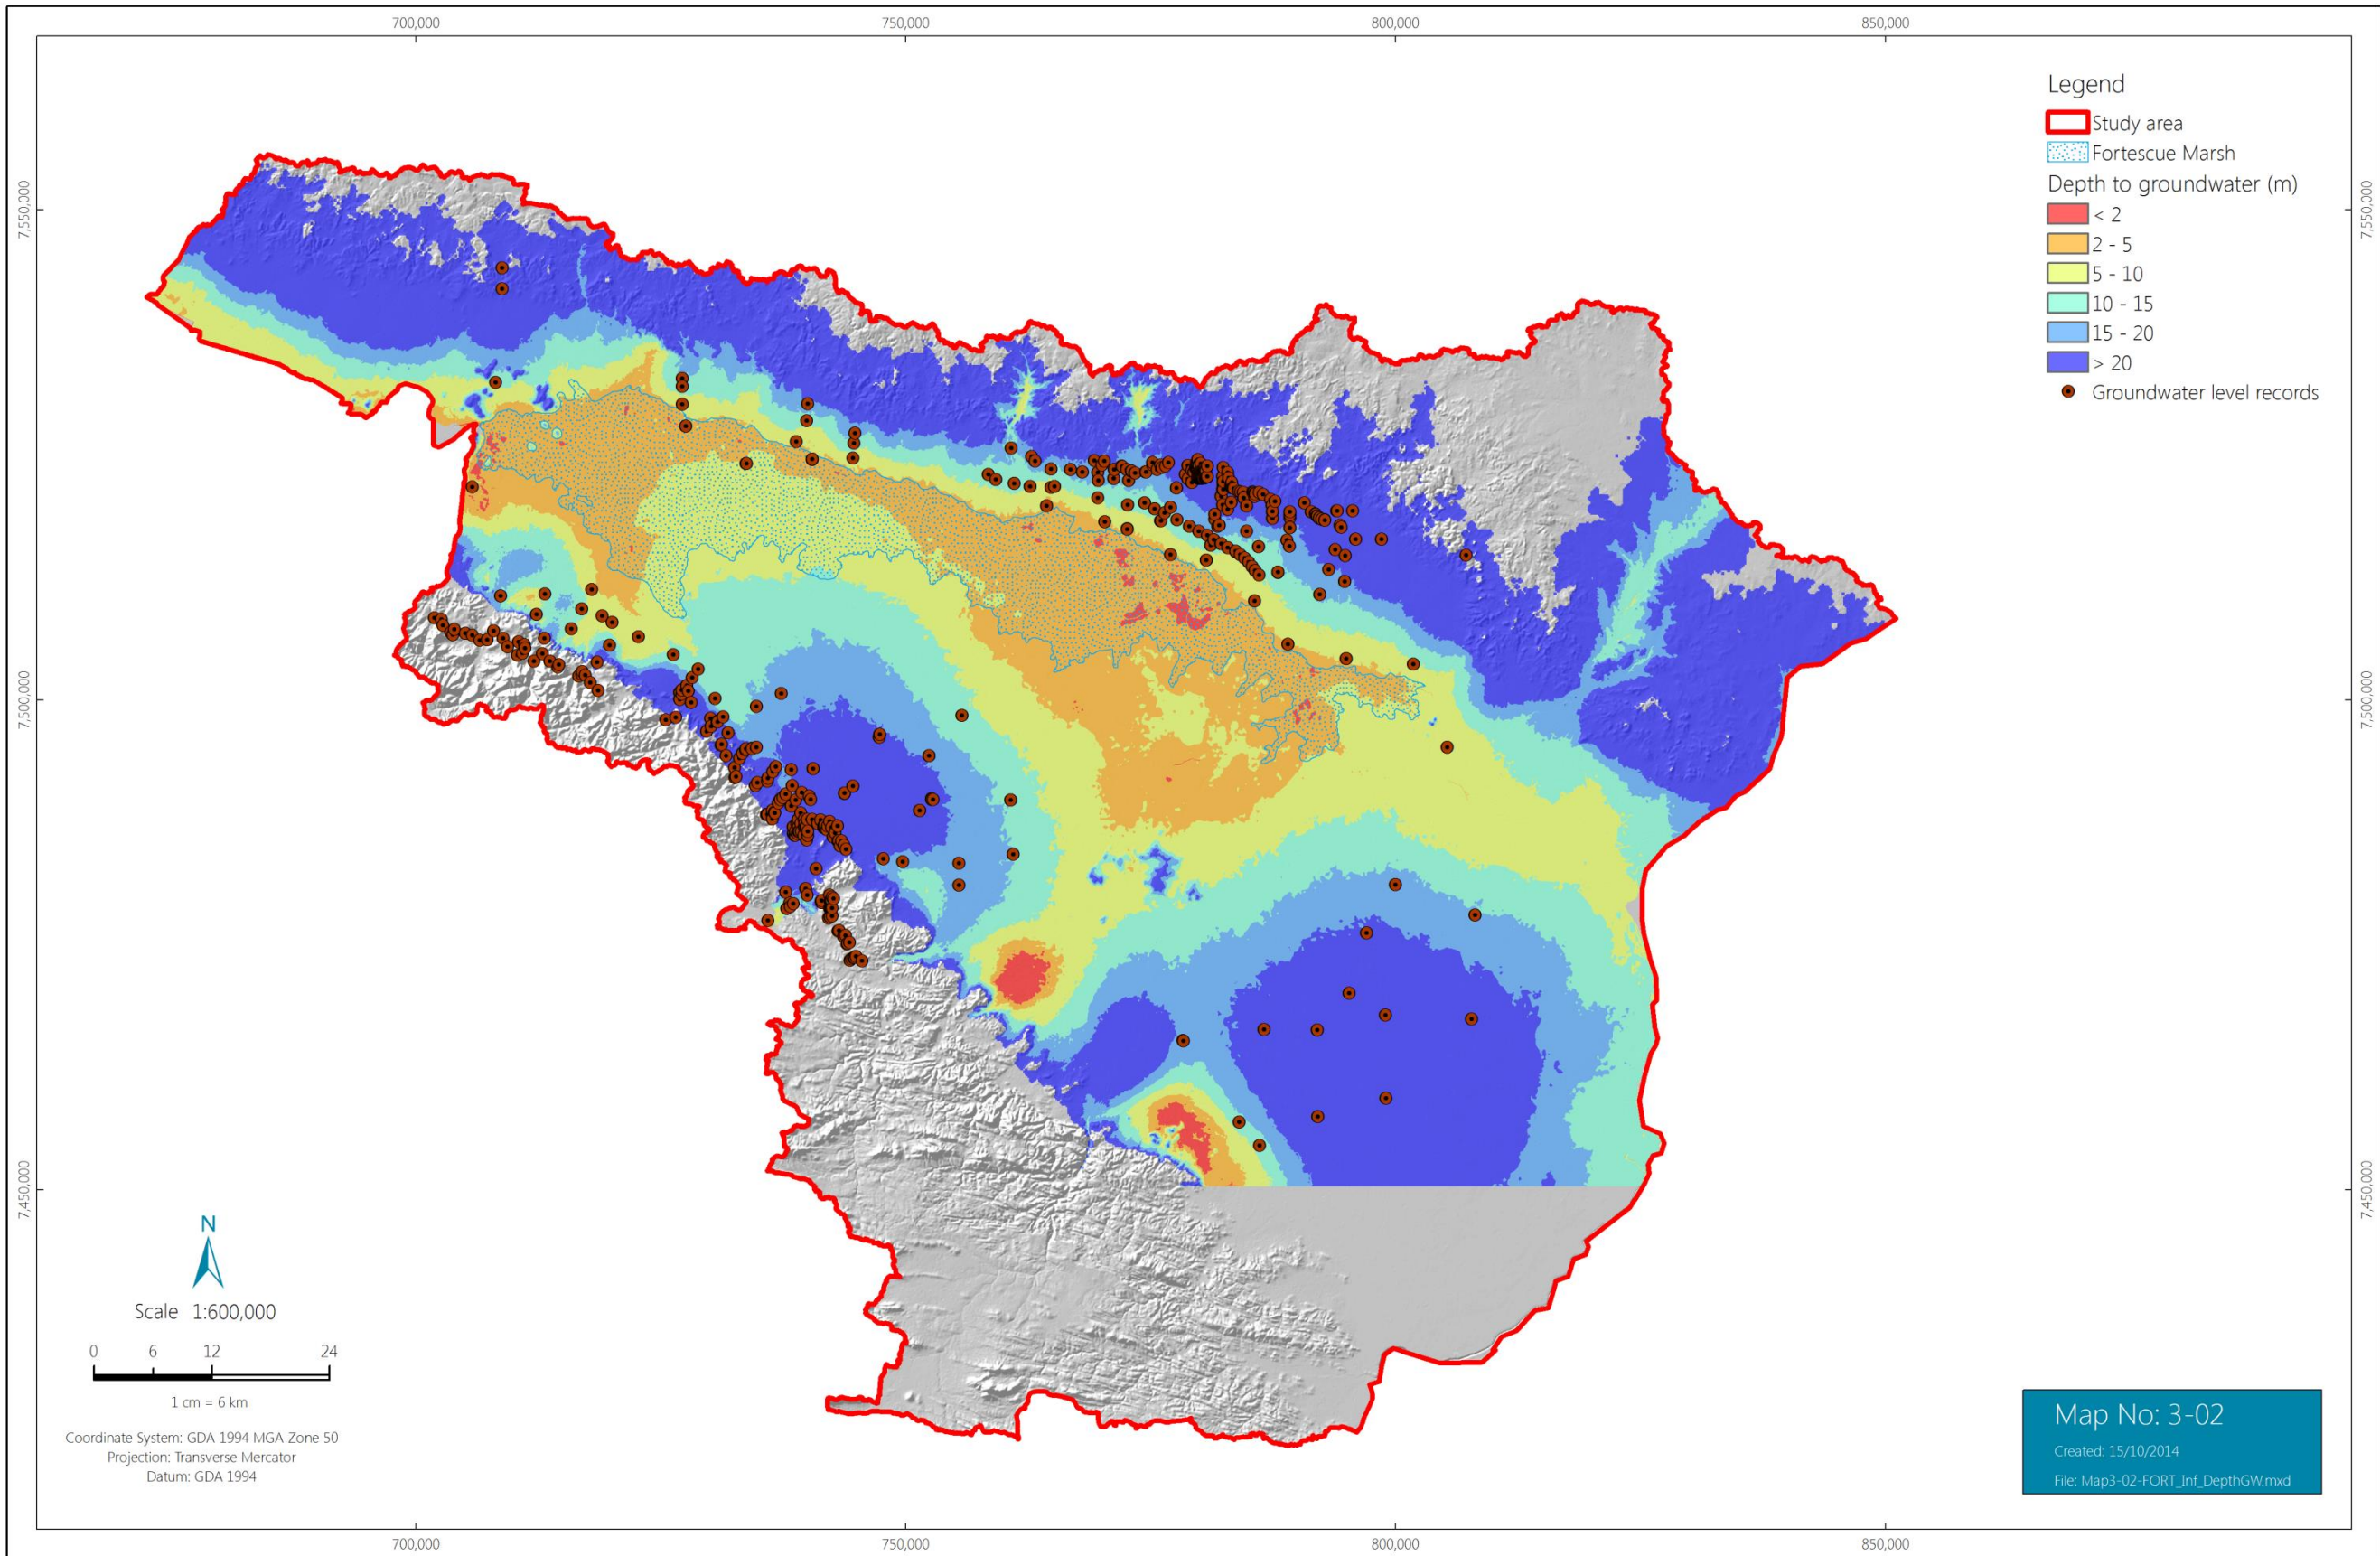 700,000
750,000
800,000
850,000
Legend
Study area
Fortescue Marsh
Depth to groundwater (m)
< 2
2 - 5
5 - 10
10 - 15
15 - 20
> 20
Groundwater level records
7,550,000
7,550,000
7,500,000
7,500,000
7,450,000
7,450,000
N
Scale 1:600,000
0 6 12 24
1 cm = 6 km
Coordinate System: GDA 1994 MGA Zone 50
Projection: Transverse Mercator
Datum: GDA 1994
Map No: 3-02
Created: 15/10/2014
File: Map3-02-FORT_Inf_DepthGW.mxd
700,000
750,000
800,000
850,000